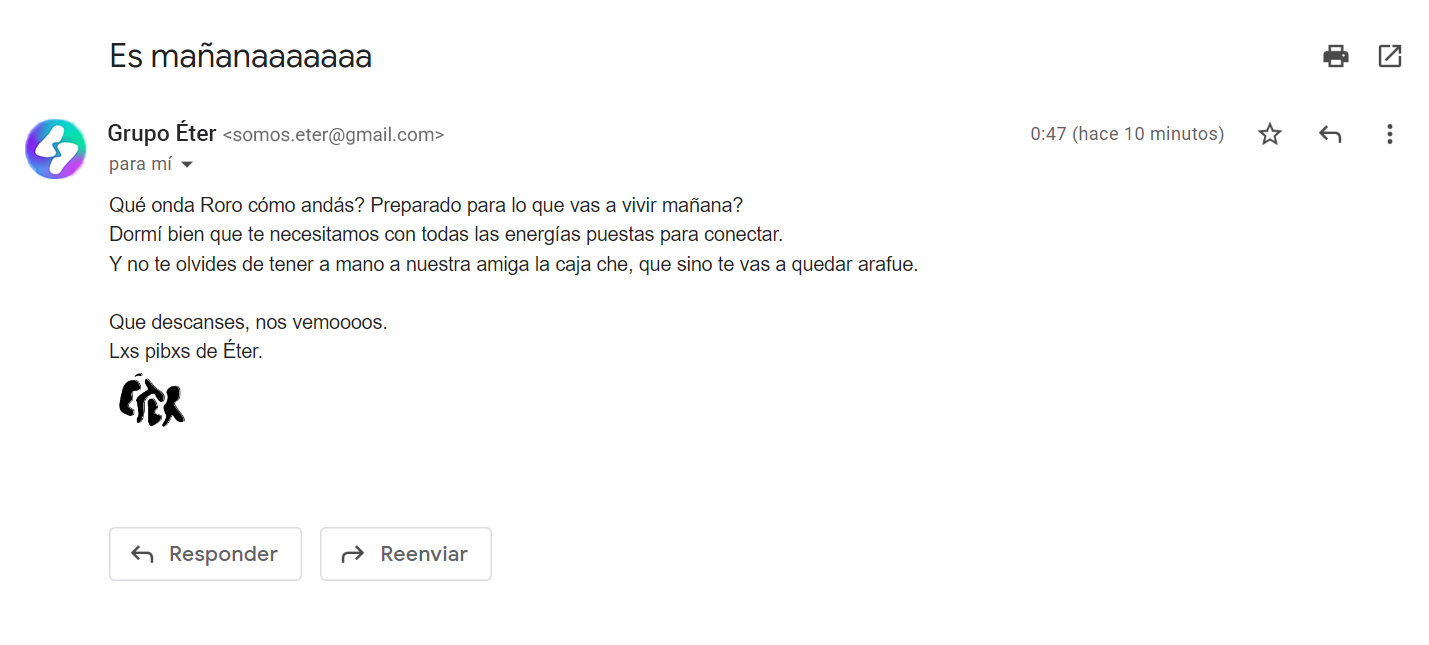 Es mañanaaaaaaa
Grupo Éter <somos.eter@gmail.com>
0:47 (hace 10 minutos)
para mí
Qué onda Roro cómo andás? Preparado para lo que vas a vivir mañana?
Dormí bien que te necesitamos con todas las energías puestas para conectar.
Y no te olvides de tener a mano a nuestra amiga la caja che, que sino te vas a quedar arafue.
Que descanses, nos vemoooos.
Lxs pibxs de Éter.
ÉTER
Responder
Reenviar